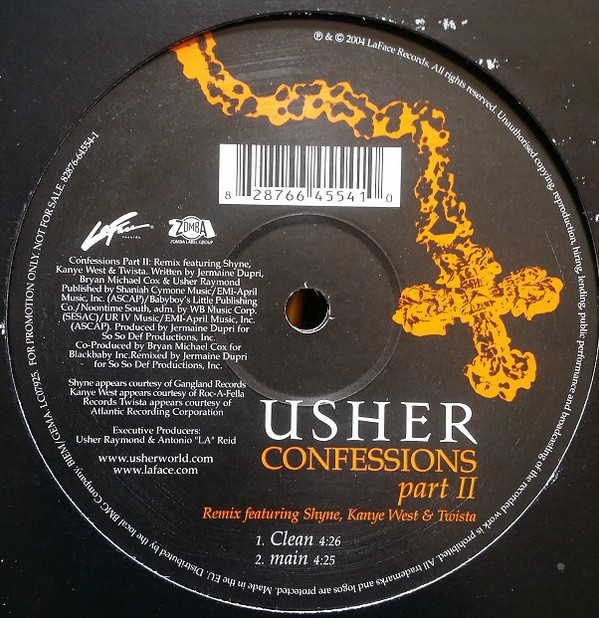 ℗ & © 2004 LaFace Records. All rights reserved. Unauthorised copying, reproduction, hiring, lending, public performance and broadcasting of the recorded work is prohibited. All trademarks and logos are protected. Made in the EU. Distributed by the local BMG Company. BIEM/GEMA LC07925. FOR PROMOTION ONLY. NOT FOR SALE. 82876-64554-1
8 28766 45541 0
LaFace
records
ZOMBA
ZOMBA LABEL GROUP
Confessions Part II: Remix featuring Shyne,
Kanye West & Twista. Written by Jermaine Dupri,
Bryan Michael Cox & Usher Raymond
Published by Shaniah Cymone Music/EMI-April
Music, Inc. (ASCAP)/Babyboy's Little Publishing
Co./Noontime South, adm. by WB Music Corp.
(SESAC)/UR IV Music/EMI-April Music, Inc.
(ASCAP). Produced by Jermaine Dupri for
So So Def Productions, Inc.
Co-Produced by Bryan Michael Cox for
Blackbaby Inc.Remixed by Jermaine Dupri
for So So Def Productions, Inc.
Shyne appears courtesy of Gangland Records
Kanye West appears courtesy of Roc-A-Fella
Records Twista appears courtesy of
Atlantic Recording Corporation
Executive Producers:
Usher Raymond & Antonio "LA" Reid
www.usherworld.com
www.laface.com
USHER
CONFESSIONS
part II
Remix featuring Shyne, Kanye West & Twista
1. Clean 4:26
2. main 4:25